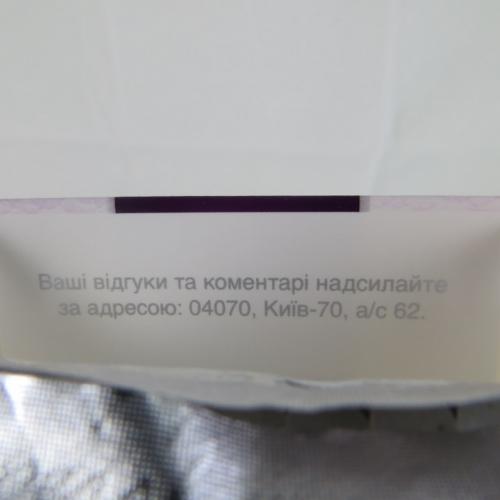 Ваші відгуки та коментарі надсилайте
за адресою: 04070, Київ-70, а/с 62.